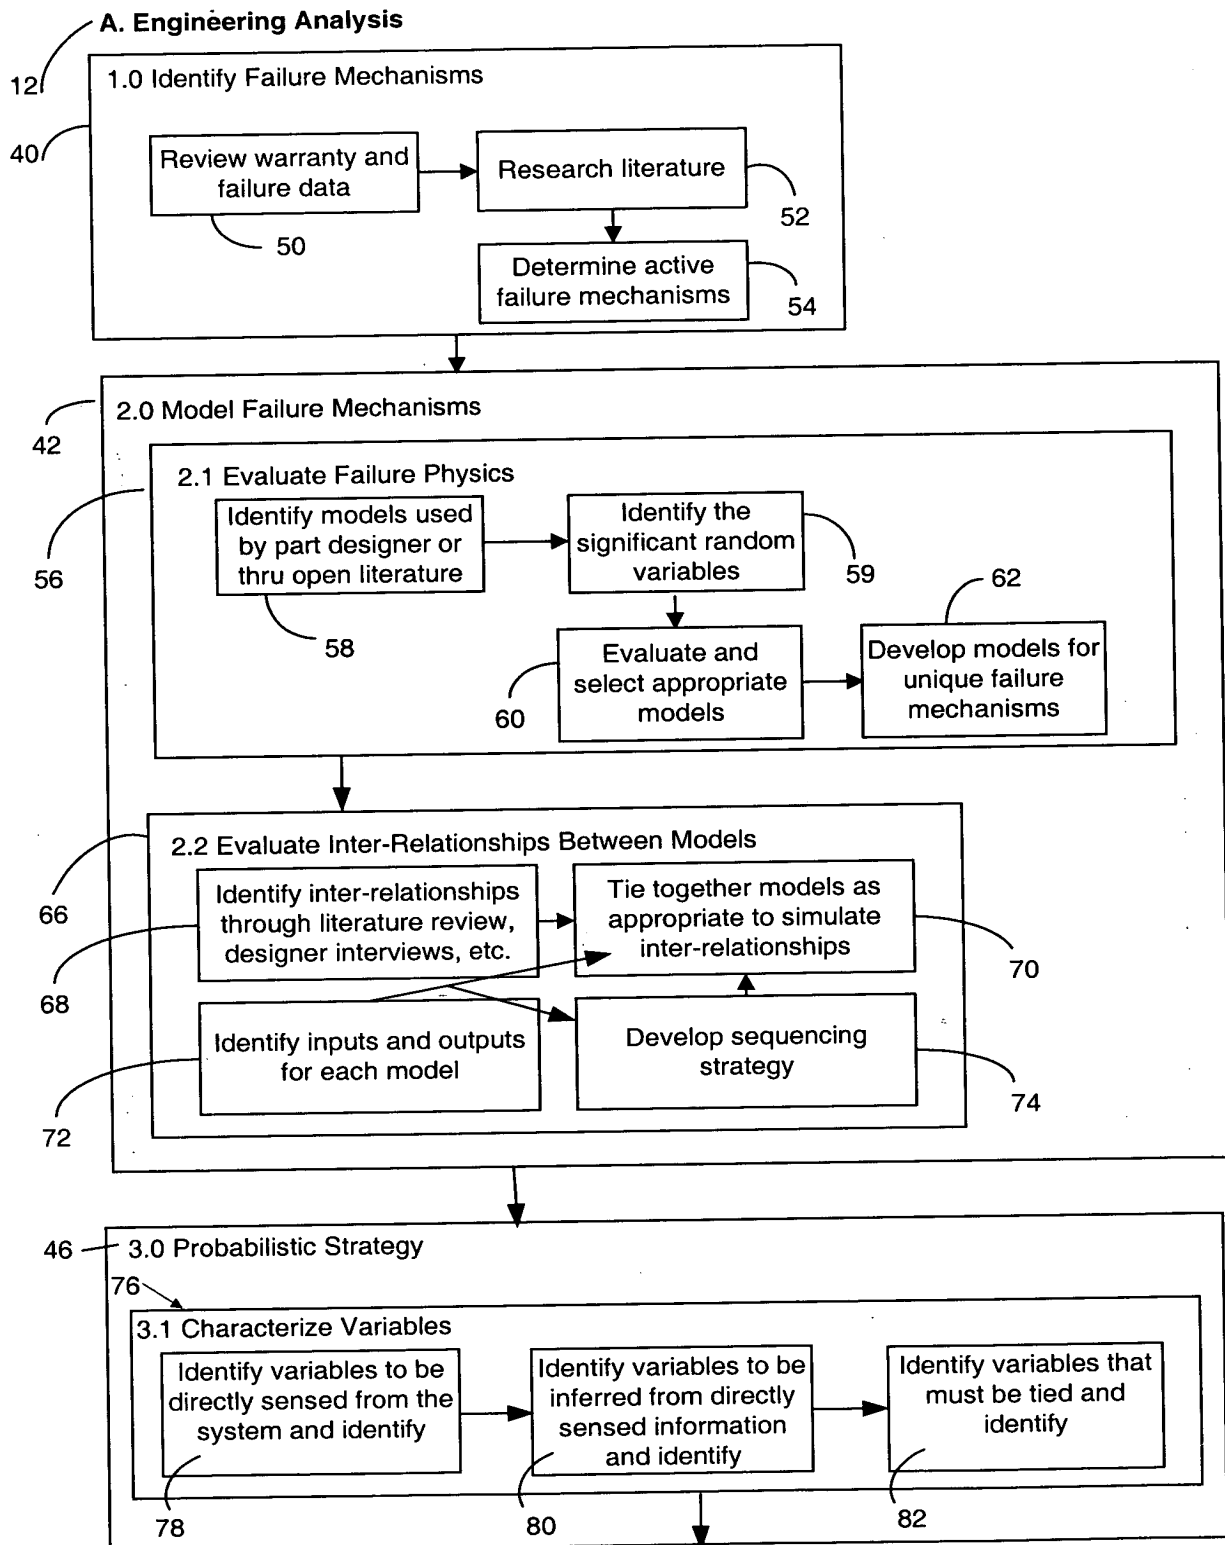 A. Engineering Analysis
12
1.0 Identify Failure Mechanisms
40
Review warranty and
failure data
50
Research literature
52
Determine active
failure mechanisms
54
42
2.0 Model Failure Mechanisms
2.1 Evaluate Failure Physics
56
Identify models used
by part designer or
thru open literature
58
Identify the
significant random
variables
59
62
Evaluate and
select appropriate
models
60
Develop models for
unique failure
mechanisms
2.2 Evaluate Inter-Relationships Between Models
66
Identify inter-relationships
through literature review,
designer interviews, etc.
68
Tie together models as
appropriate to simulate
inter-relationships
70
Identify inputs and outputs
for each model
72
Develop sequencing
strategy
74
46
3.0 Probabilistic Strategy
76
3.1 Characterize Variables
Identify variables to be
directly sensed from the
system and identify
78
Identify variables to be
inferred from directly
sensed information
and identify
80
Identify variables that
must be tied and
identify
82